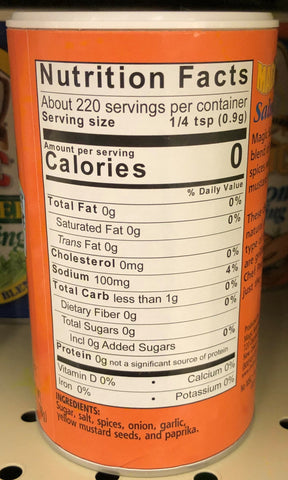 Nutrition Facts
About 220 servings per container
Serving size 1/4 tsp (0.9g)
Amount per serving
Calories 0
% Daily Value
Total Fat 0g 0%
Saturated Fat 0g 0%
Trans Fat 0g
Cholesterol 0mg 0%
Sodium 100mg 4%
Total Carb less than 1g 0%
Dietary Fiber 0g 0%
Total Sugars 0g
Incl 0g Added Sugars 0%
Protein 0g not a significant source of protein
Vitamin D 0% • Calcium 0%
Iron 0% • Potassium 0%
INGREDIENTS:
Sugar, salt, spices, onion, garlic,
yellow mustard seeds, and paprika.